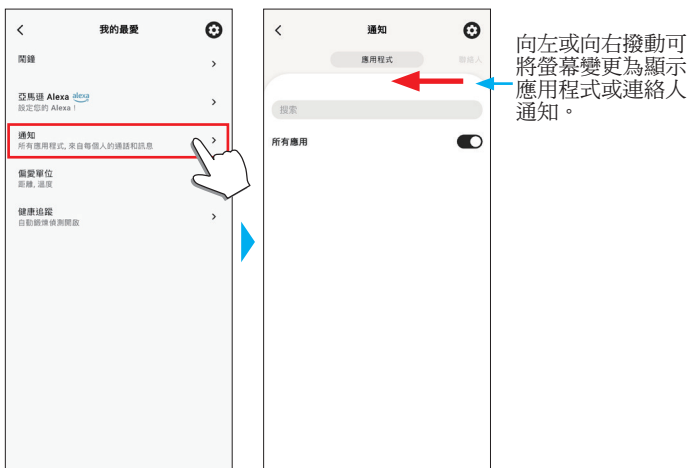 我的最愛
鬧鐘
亞馬遜 Alexa alexa
設定您的 Alexa！
通知
所有應用程式, 來自每個人的通話和訊息
偏愛單位
距離, 溫度
健康追蹤
自動鍛煉偵測開啟
通知
應用程式
聯絡人
搜索
所有應用
向左或向右撥動可
將螢幕變更為顯示
應用程式或連絡人
通知。